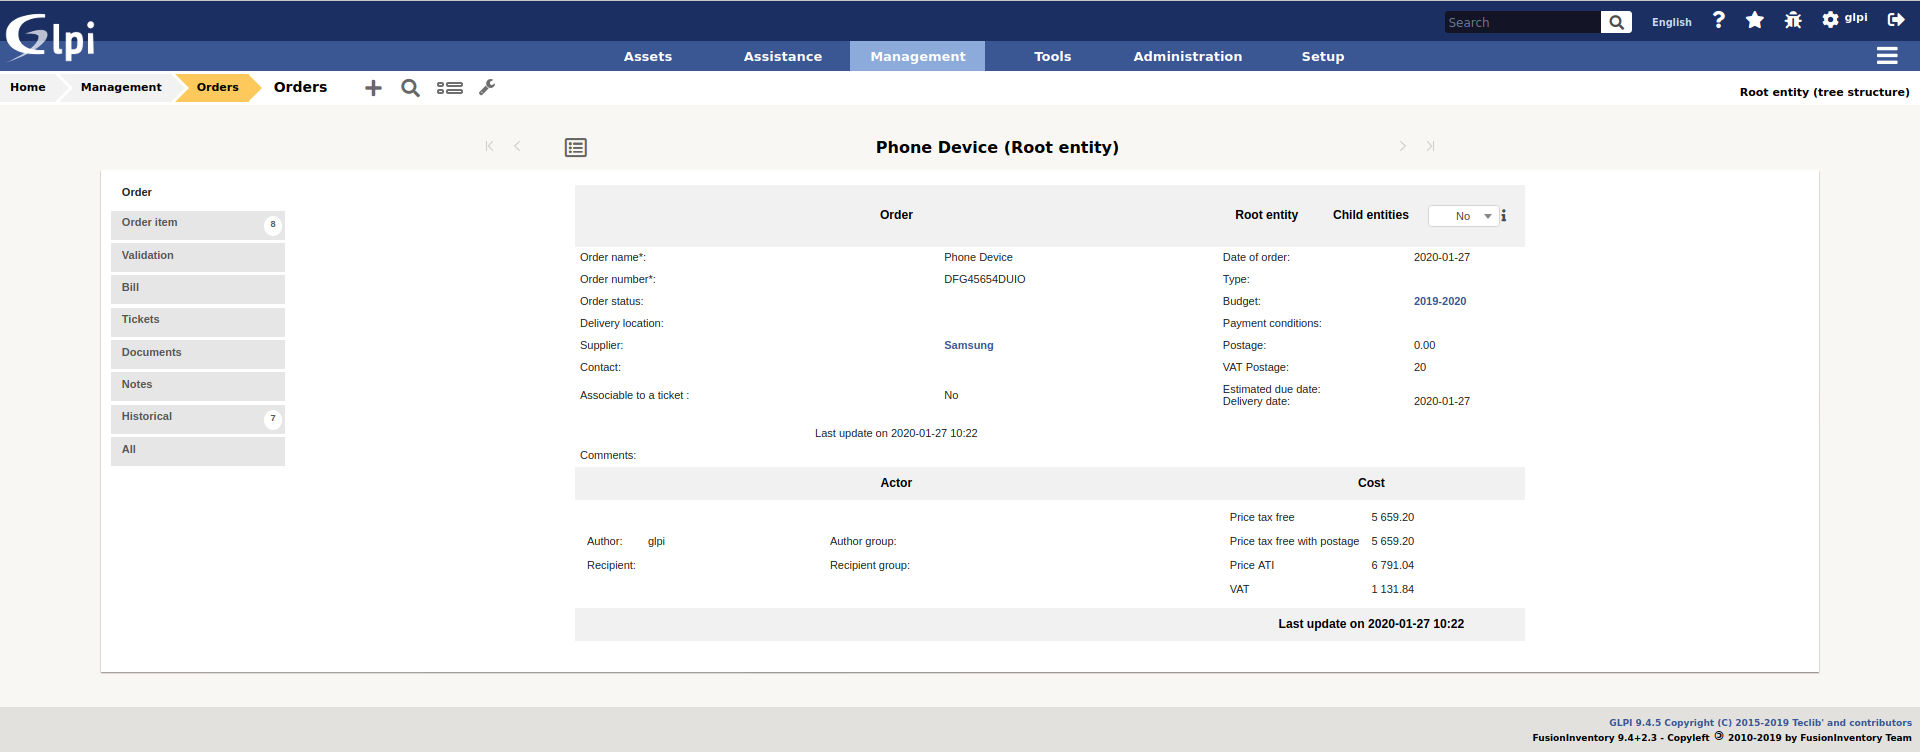 Glpi
Search
English
glpi
Assets Assistance Management Tools Administration Setup
Home Management Orders Orders
Root entity (tree structure)
Phone Device (Root entity)
Order
Order item 8
Validation
Bill
Tickets
Documents
Notes
Historical 7
All
Order Root entity Child entities No
Order name*: Phone Device Date of order: 2020-01-27
Order number*: DFG45654DUIO Type:
Order status: Budget: 2019-2020
Delivery location: Payment conditions:
Supplier: Samsung Postage: 0.00
Contact: VAT Postage: 20
Associable to a ticket : No Estimated due date:
Delivery date: 2020-01-27
Last update on 2020-01-27 10:22
Comments:
Actor Cost
Price tax free 5 659.20
Author: glpi Author group: Price tax free with postage 5 659.20
Recipient: Recipient group: Price ATI 6 791.04
VAT 1 131.84
Last update on 2020-01-27 10:22
GLPI 9.4.5 Copyright (C) 2015-2019 Teclib' and contributors
FusionInventory 9.4+2.3 - Copyleft 🄯 2010-2019 by FusionInventory Team